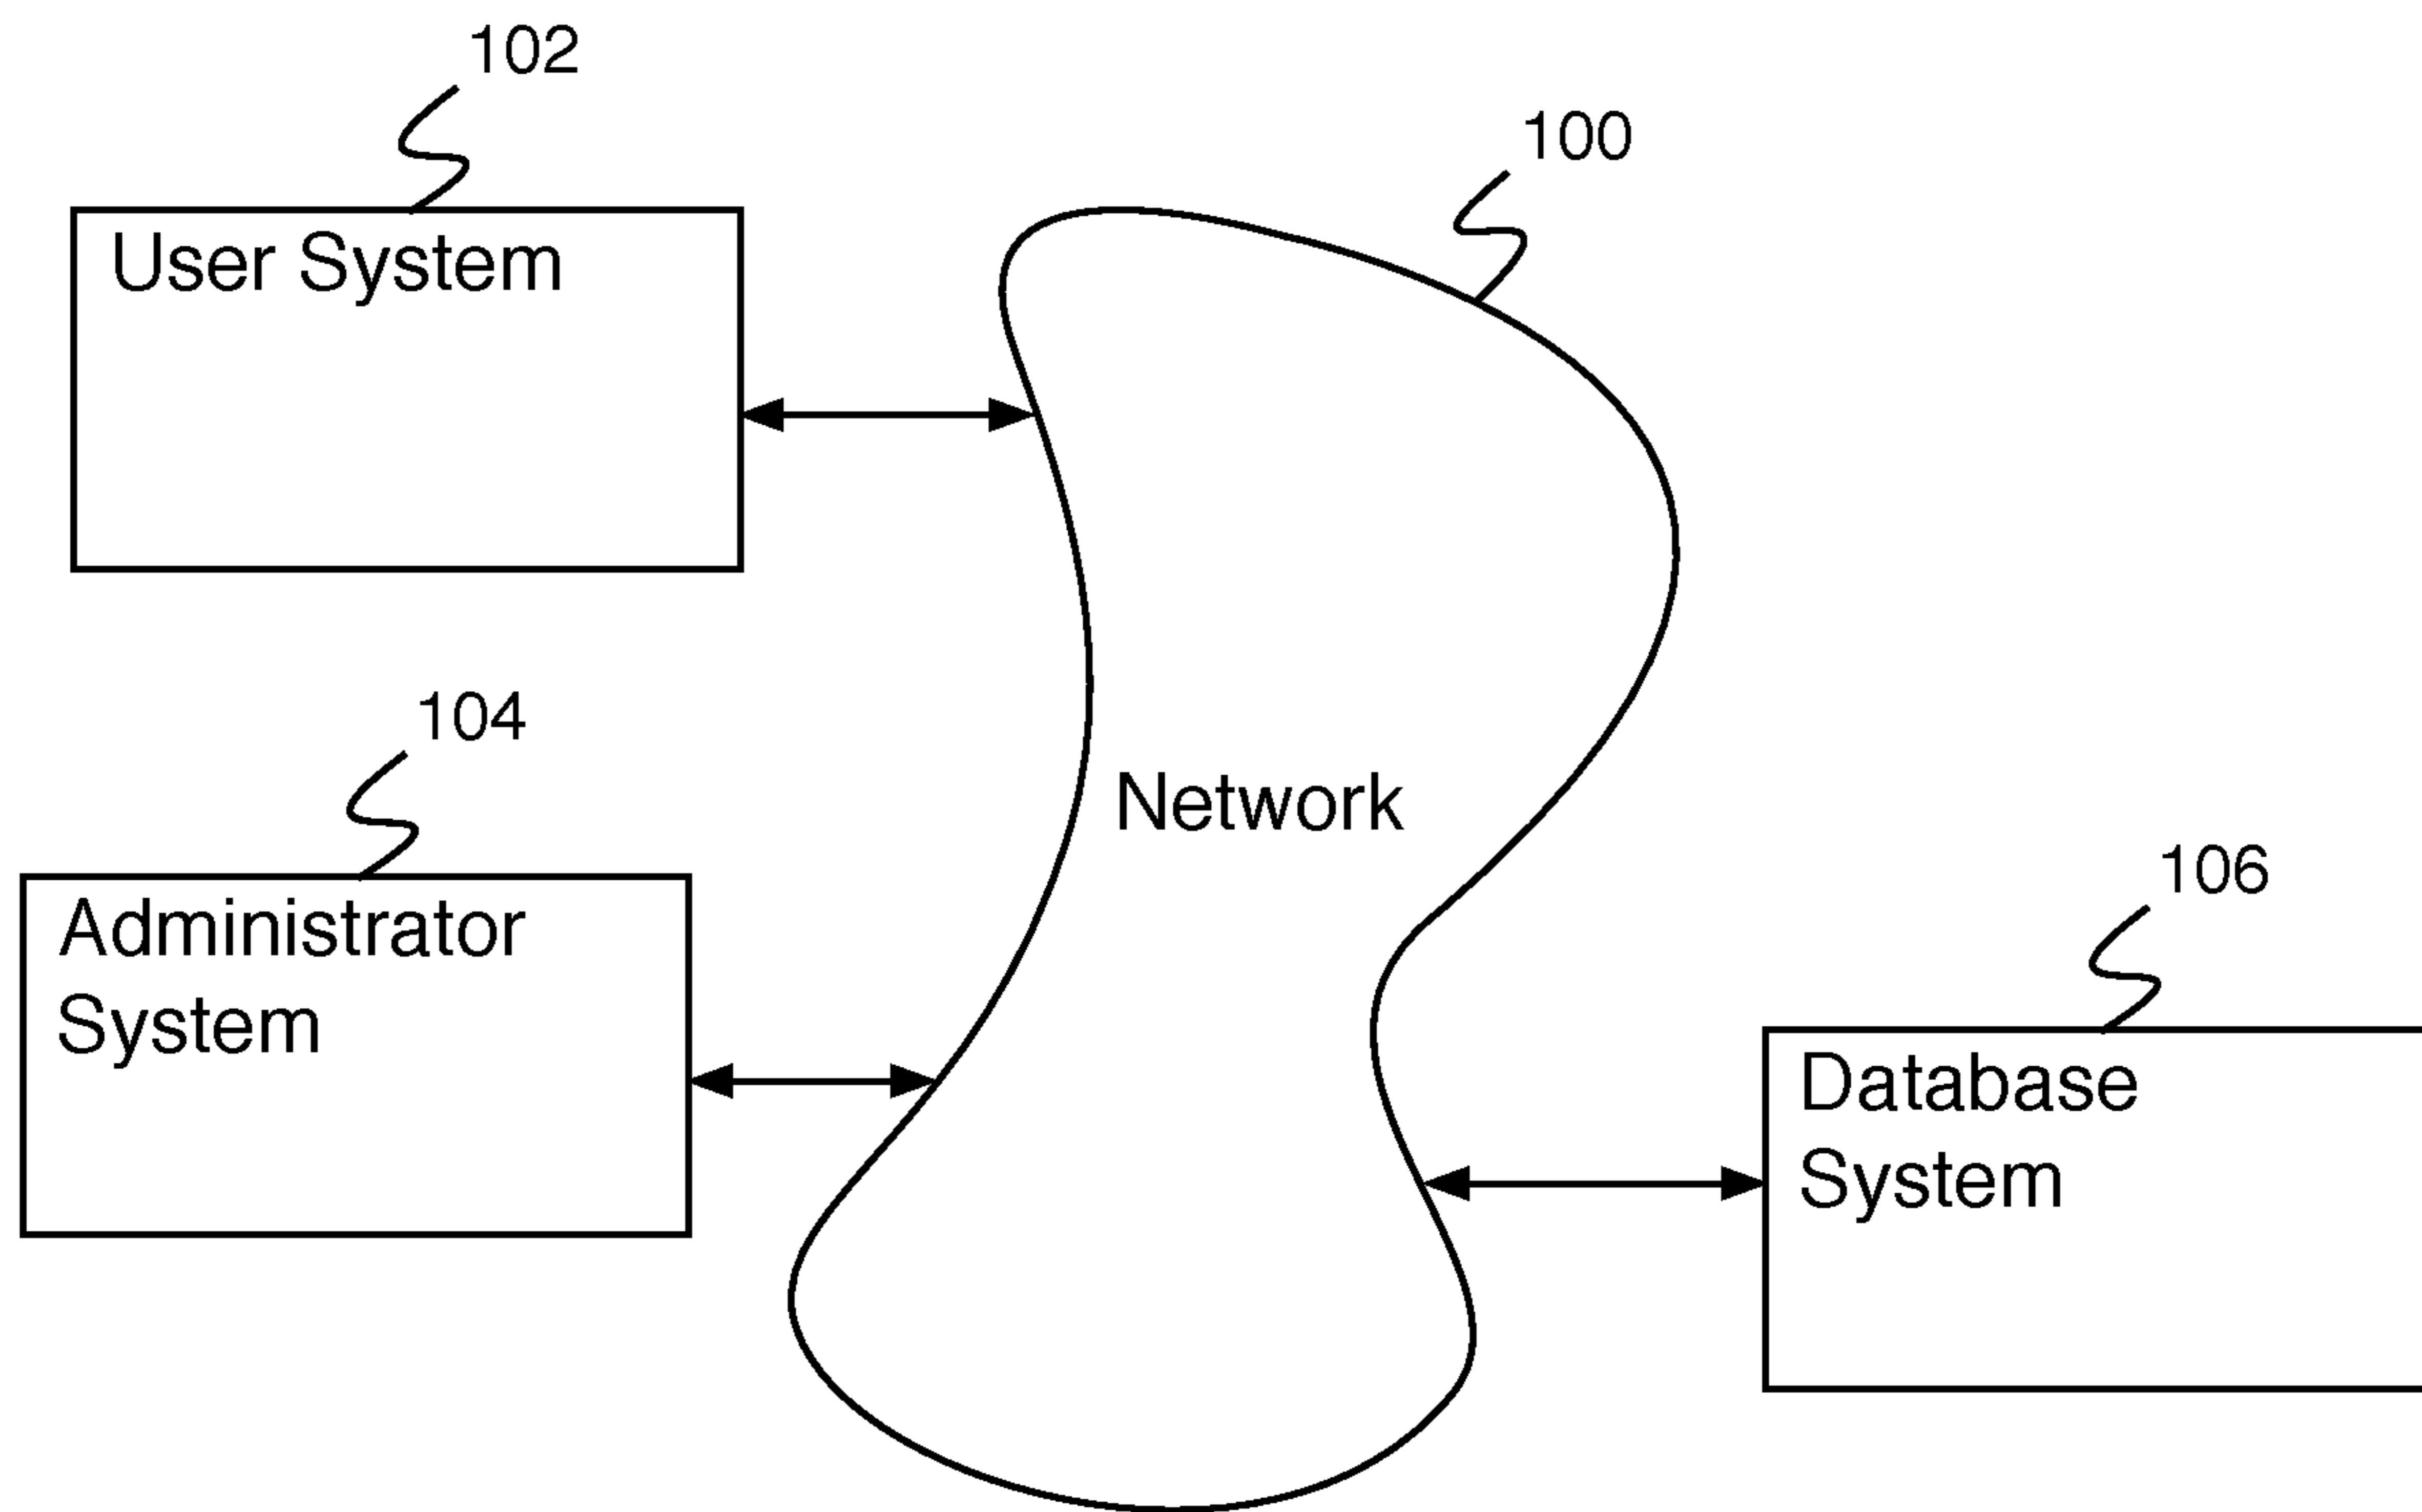 102
100
User System
104
Network
106
Administrator
System
Database
System